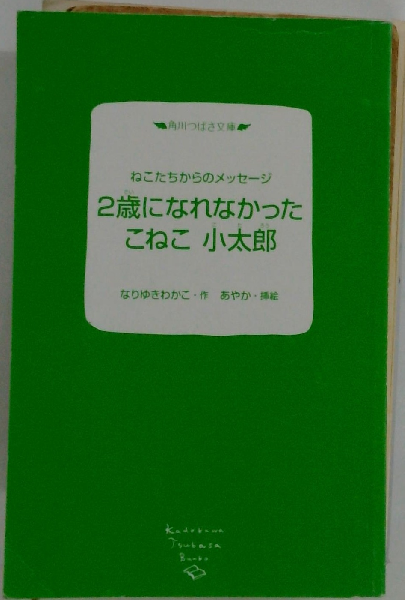 角川つばさ文庫
ねこたちからのメッセージ
2歳になれなかった
こねこ 小太郎
なりゆきわかこ・作 あやか・挿絵
Kadokawa
Tsubasa
Bunko